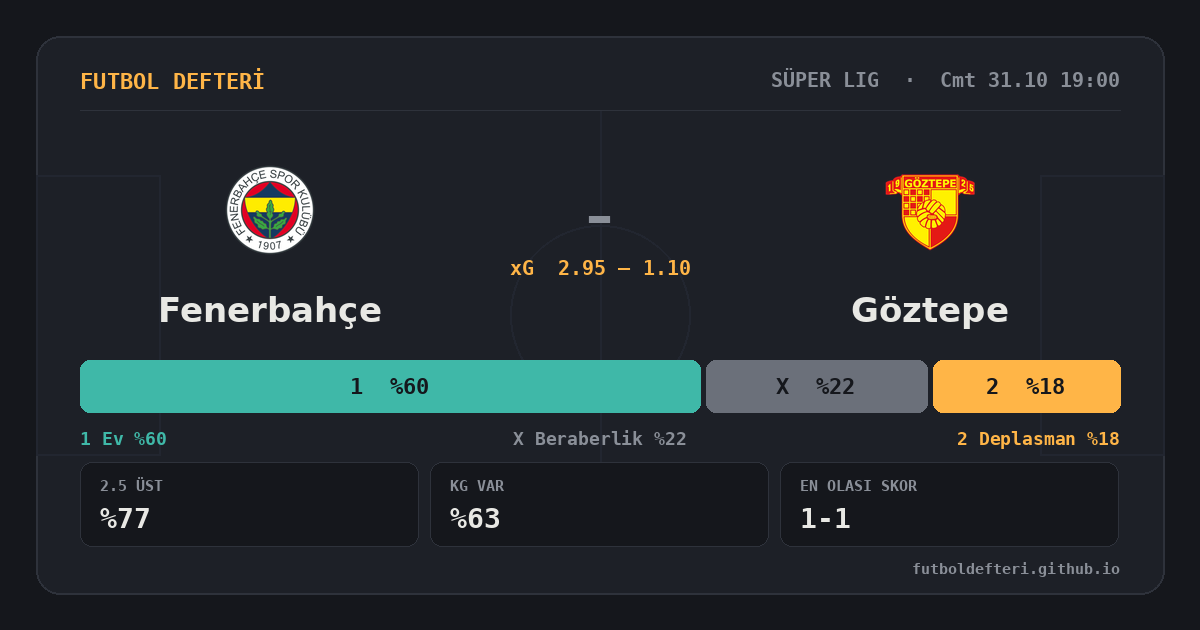 FUTBOL DEFTERİ
SÜPER LIG · Cmt 31.10 19:00
FENERBAHÇE SPOR KULÜBÜ
★ 1907 ★
19 GÖZTEPE 26
–
xG 2.95 – 1.10
Fenerbahçe
Göztepe
1 %60
X %22
2 %18
1 Ev %60
X Beraberlik %22
2 Deplasman %18
2.5 ÜST
%77
KG VAR
%63
EN OLASI SKOR
1-1
futboldefteri.github.io